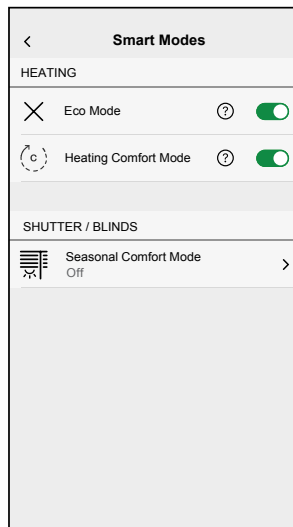 Smart Modes
HEATING
Eco Mode ?
C Heating Comfort Mode ?
SHUTTER / BLINDS
Seasonal Comfort Mode
Off